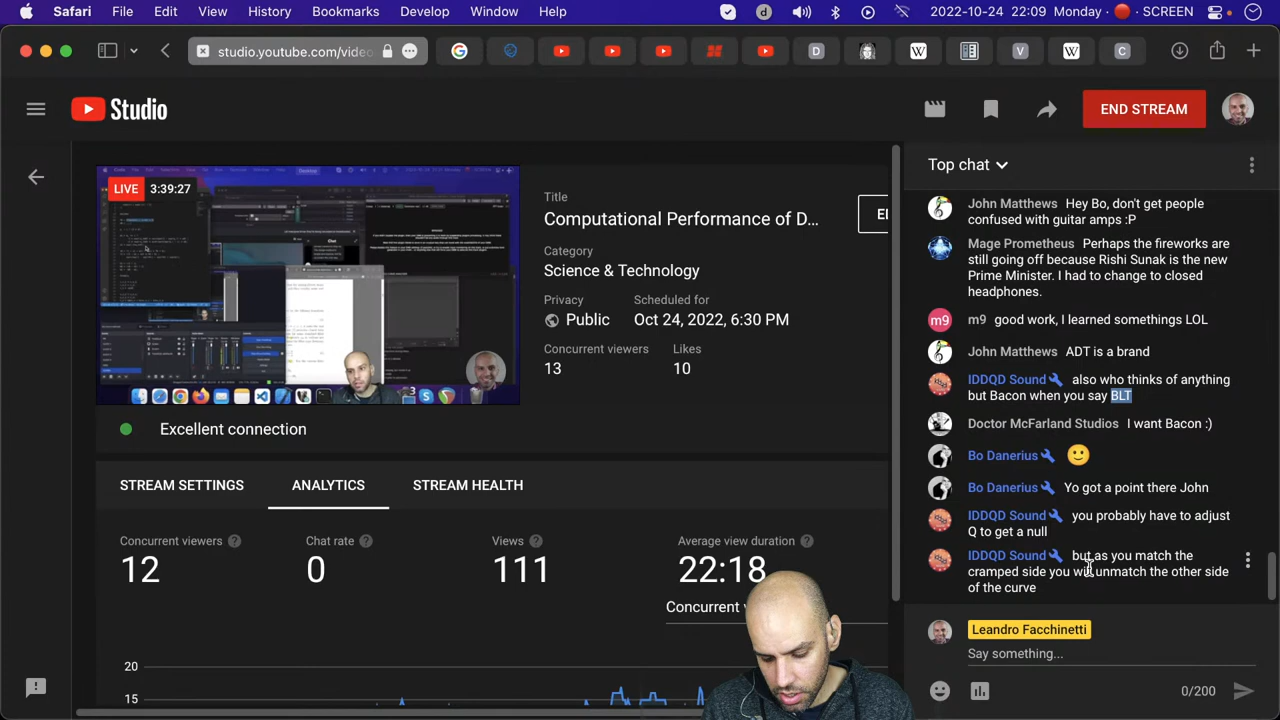 Safari File Edit View History Bookmarks Develop Window Help 2022-10-24 22:09 Monday SCREEN
studio.youtube.com/video
Studio
END STREAM
LIVE 3:39:27
Title
Computational Performance of D...
Category
Science & Technology
Privacy
Public
Scheduled for
Oct 24, 2022, 6:30 PM
Concurrent viewers
13
Likes
10
Excellent connection
STREAM SETTINGS ANALYTICS STREAM HEALTH
Concurrent viewers
12
Chat rate
0
Views
111
Average view duration
22:18
20
15
Top chat
John Matthews Hey Bo, don't get people
confused with guitar amps :P
still going off because Rishi Sunak is the new
Prime Minister. I had to change to closed
headphones.
m9 good work, I learned something LOL
John Matthews ADT is a brand
IDDQD Sound also who thinks of anything
but Bacon when you say BLT
Doctor McFarland Studios I want Bacon :)
Bo Danerius 🙂
Bo Danerius Yo got a point there John
IDDQD Sound you probably have to adjust
Q to get a null
IDDQD Sound but as you match the
cramped side you will unmatch the other side
of the curve
Leandro Facchinetti
Say something...
0/200